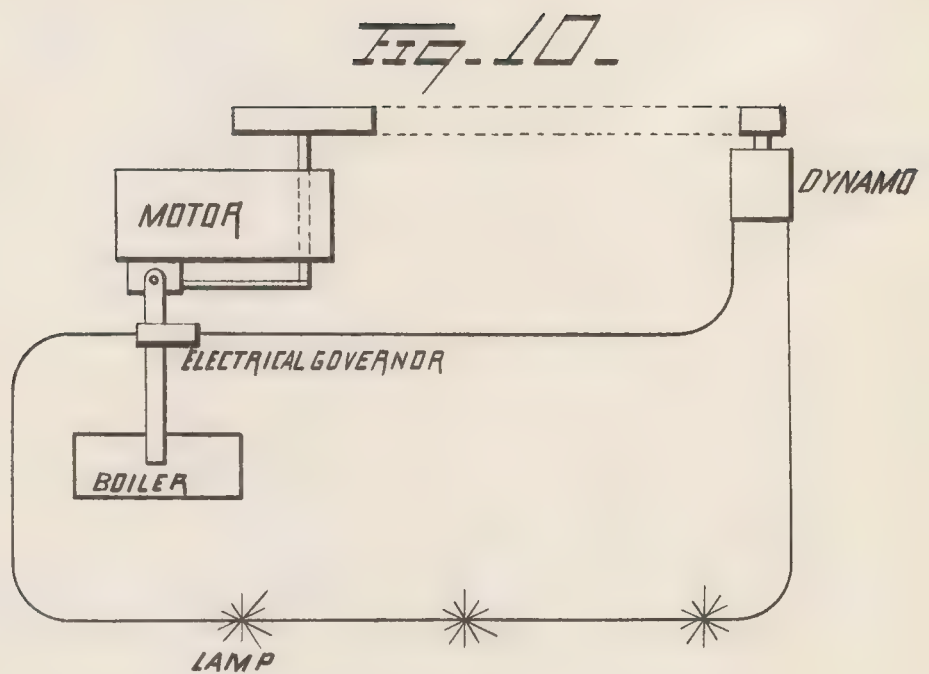 Fig. 10.
MOTOR
DYNAMO
ELECTRICAL GOVERNOR
BOILER
LAMP